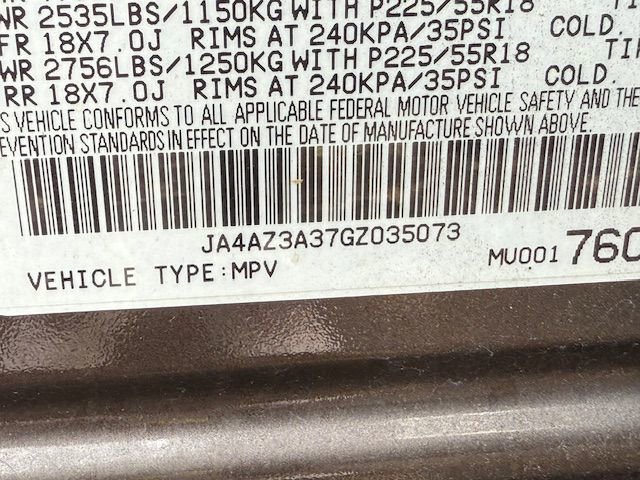 WR 2535LBS/1150KG WITH P225/55R18 TI
FR 18X7.0J RIMS AT 240KPA/35PSI COLD.
WR 2756LBS/1250KG WITH P225/55R18 TI
RR 18X7.0J RIMS AT 240KPA/35PSI COLD.
S VEHICLE CONFORMS TO ALL APPLICABLE FEDERAL MOTOR VEHICLE SAFETY AND THE
EVENTION STANDARDS IN EFFECT ON THE DATE OF MANUFACTURE SHOWN ABOVE.
JA4AZ3A37GZ035073
VEHICLE TYPE:MPV MU001 760